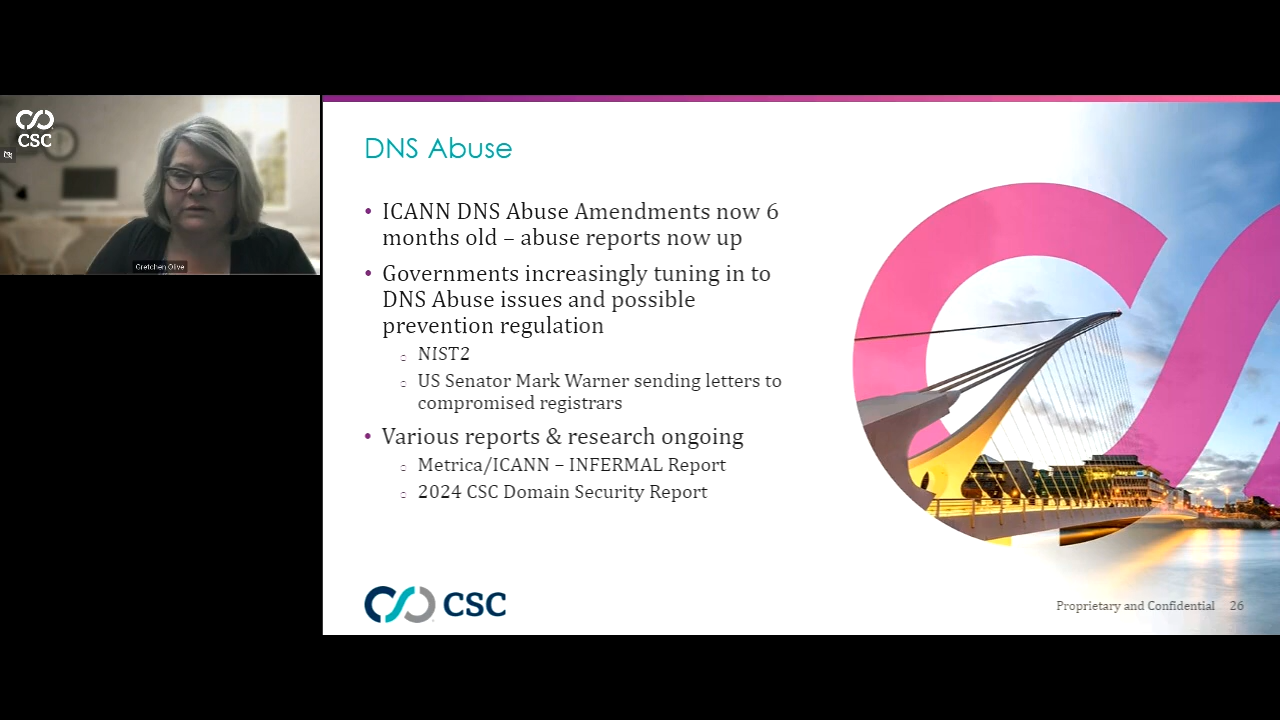 CSC
Gretchen Olive
DNS Abuse
• ICANN DNS Abuse Amendments now 6
months old – abuse reports now up
• Governments increasingly tuning in to
DNS Abuse issues and possible
prevention regulation
○ NIST2
○ US Senator Mark Warner sending letters to
compromised registrars
• Various reports & research ongoing
○ Metrica/ICANN – INFERMAL Report
○ 2024 CSC Domain Security Report
CSC
Proprietary and Confidential 26